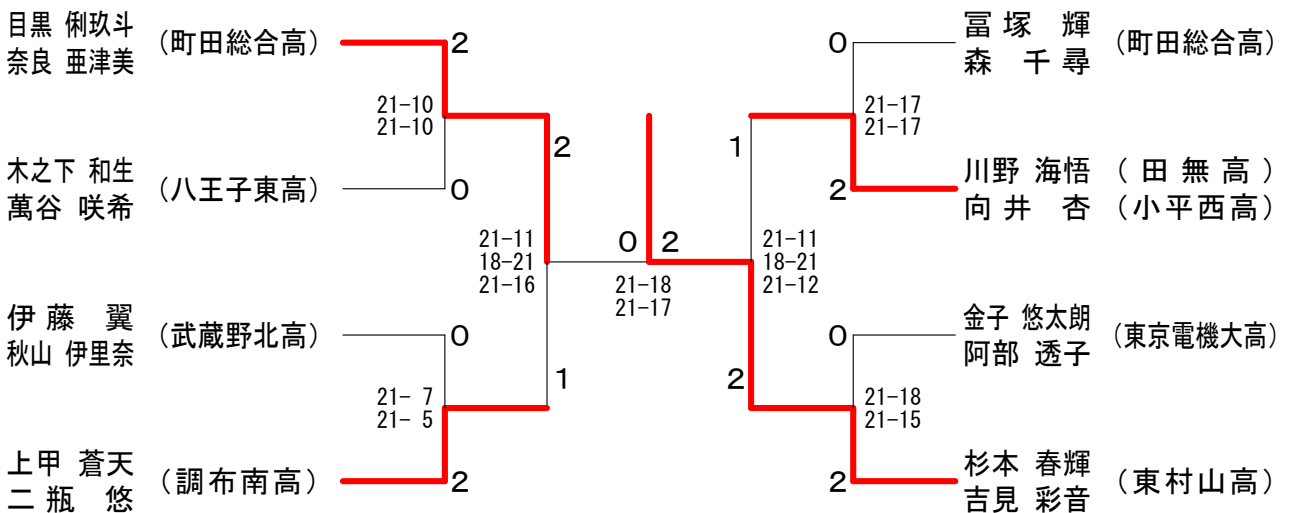 目黒 俐玖斗
奈良 亜津美
（町田総合高）
2
21-10
21-10
木之下 和生
萬谷 咲希
（八王子東高）
0
2
21-11
18-21
21-16
伊藤 翼
秋山 伊里奈
（武蔵野北高）
0
21- 7
21- 5
1
上甲 蒼天
二瓶 悠
（調布南高）
2
0 2
21-18
21-17
冨塚 輝
森 千尋
（町田総合高）
0
21-17
21-17
1
川野 海悟 （田無高）
向井 杏 （小平西高）
2
21-11
18-21
21-12
金子 悠太朗
阿部 透子
（東京電機大高）
0
2
21-18
21-15
杉本 春輝
吉見 彩音
（東村山高）
2